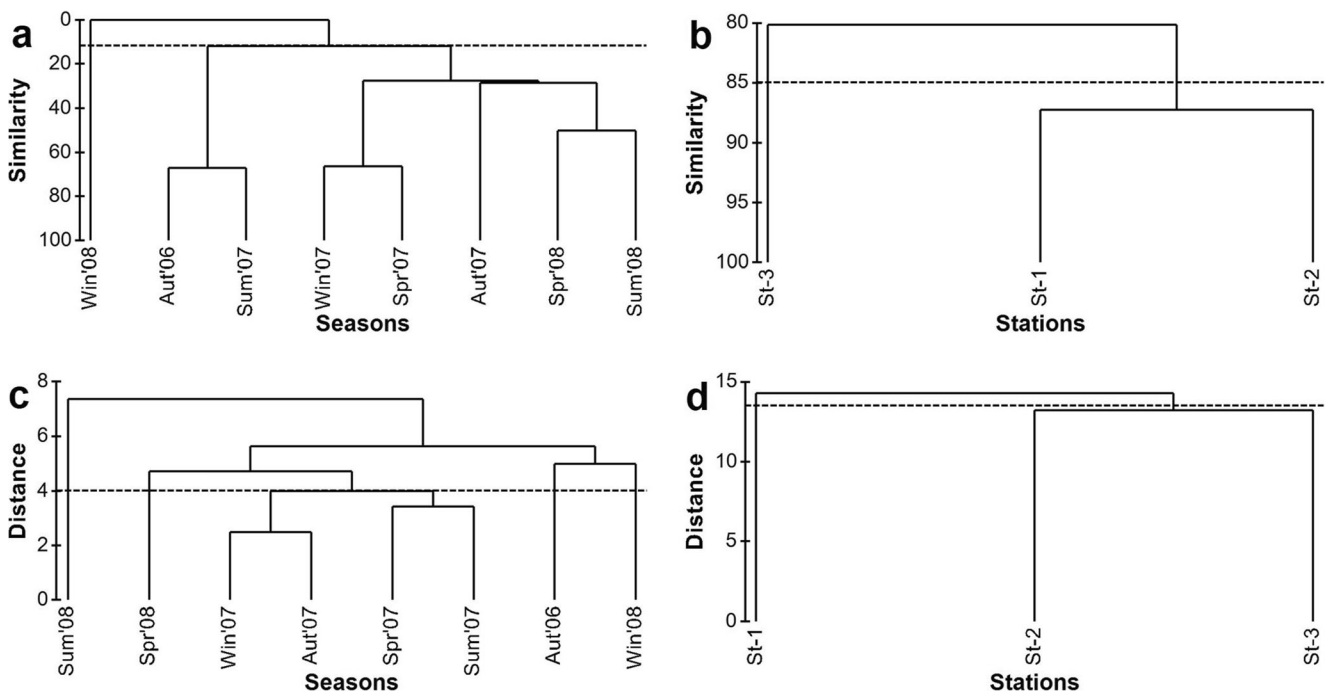 a
Similarity
0
20
40
60
80
100
Win'08
Aut'06
Sum'07
Win'07
Spr'07
Aut'07
Spr'08
Sum'08
Seasons
b
Similarity
80
85
90
95
100
St-3
St-1
St-2
Stations
c
Distance
8
6
4
2
0
Sum'08
Spr'08
Win'07
Aut'07
Spr'07
Sum'07
Aut'06
Win'08
Seasons
d
Distance
15
10
5
0
St-1
St-2
St-3
Stations